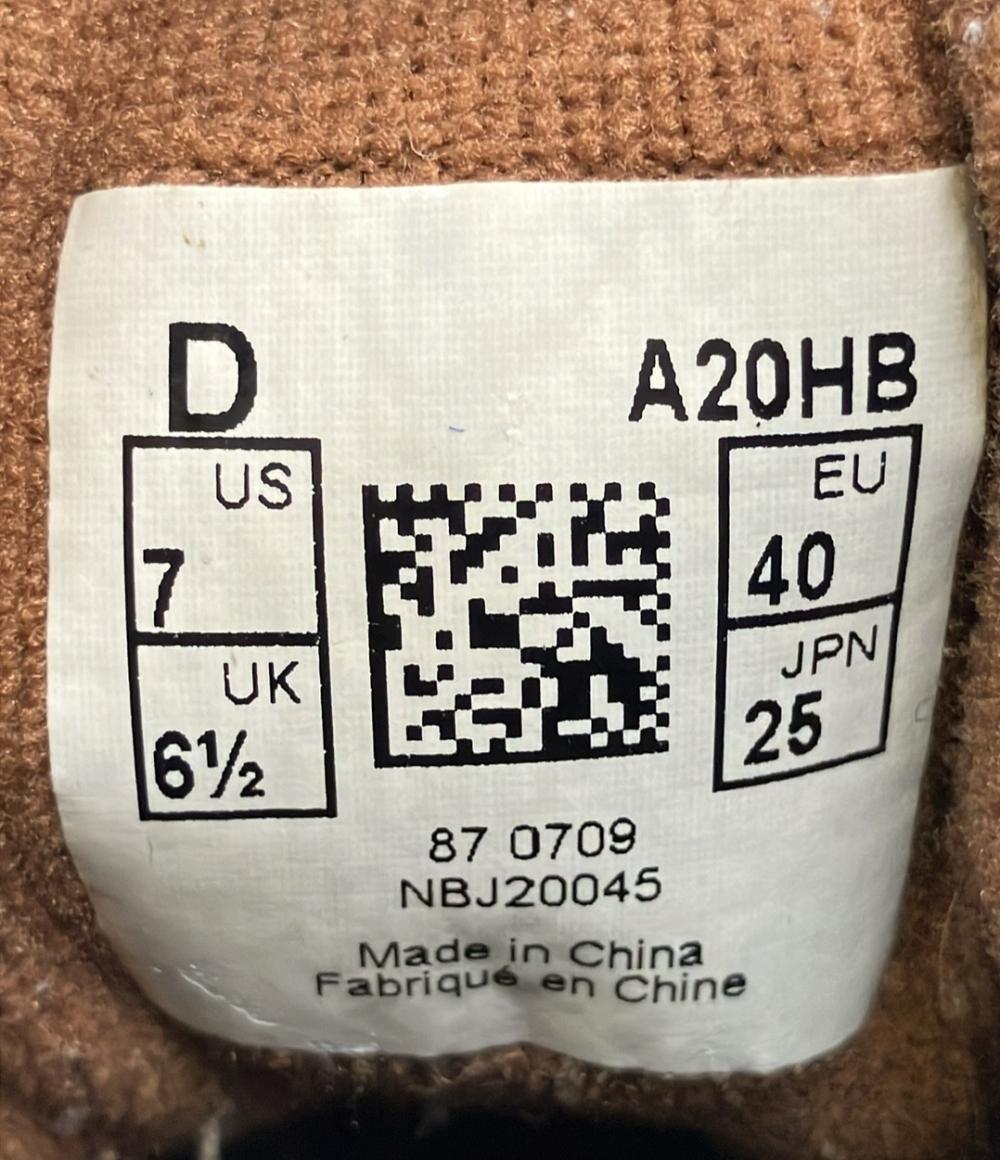 D A20HB
US EU
7 40
UK JPN
6½ 25
87 0709
NBJ20045
Made in China
Fabriqué en Chine